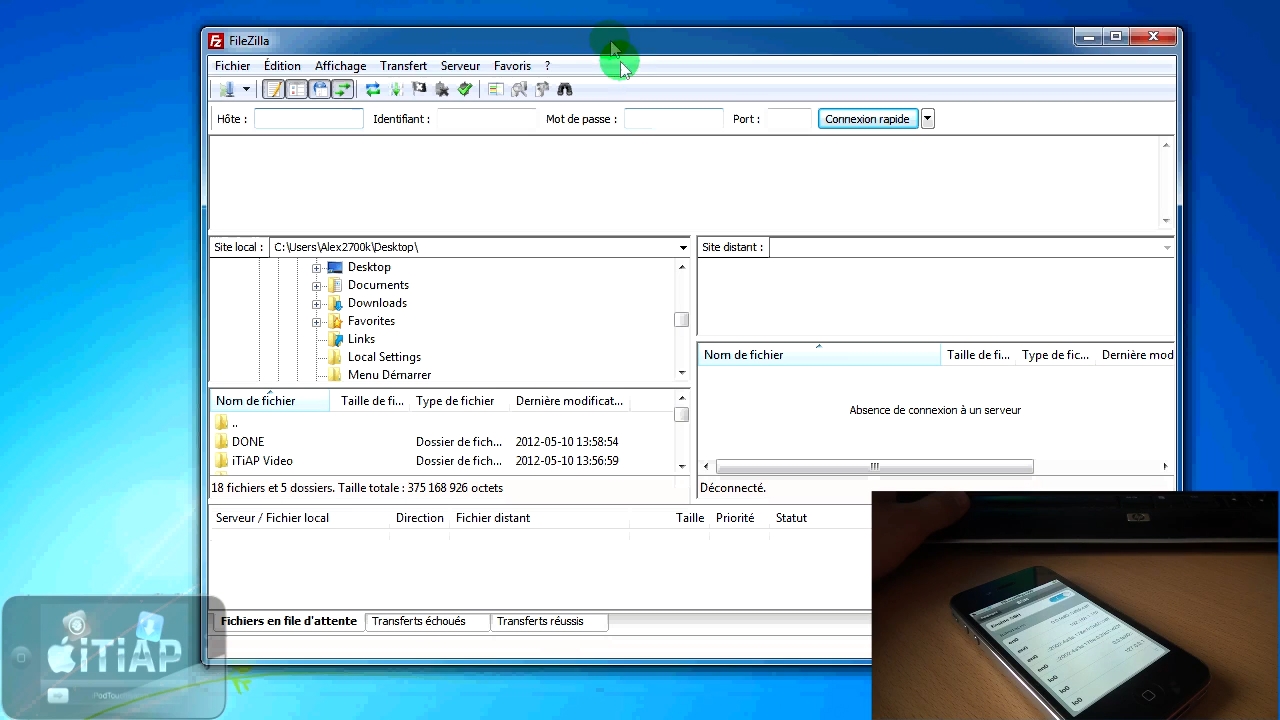 FileZilla
Fichier Édition Affichage Transfert Serveur Favoris ?
Hôte : Identifiant : Mot de passe : Port : Connexion rapide
Site local : C:\Users\Alex2700k\Desktop\
Site distant :
Desktop
Documents
Downloads
Favorites
Links
Local Settings
Menu Démarrer
Nom de fichier Taille de fi... Type de fichier Dernière modificat...
..
DONE Dossier de fich... 2012-05-10 13:58:54
iTiAP Video Dossier de fich... 2012-05-10 13:56:59
18 fichiers et 5 dossiers. Taille totale : 375 168 926 octets
Nom de fichier Taille de fi... Type de fic... Dernière mod
Absence de connexion à un serveur
Déconnecté.
Serveur / Fichier local Direction Fichier distant Taille Priorité Statut
Fichiers en file d'attente Transferts échoués Transferts réussis
iTiAP
en0
en0
en0
lo0
lo0